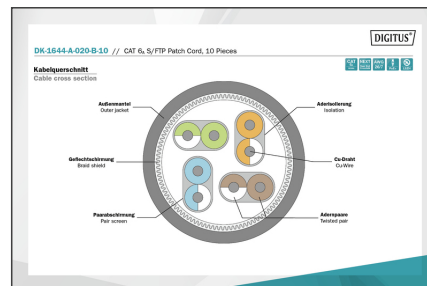 DIGITUS®
DK-1644-A-020-B-10 // CAT 6A S/FTP Patch Cord, 10 Pieces
Kabelquerschnitt
Cable cross section
Außenmantel
Outer jacket
Aderisolierung
Isolation
Geflechtschirmung
Braid shield
Cu-Draht
Cu-Wire
Paarabschirmung
Pair screen
Adernpaare
Twisted pair